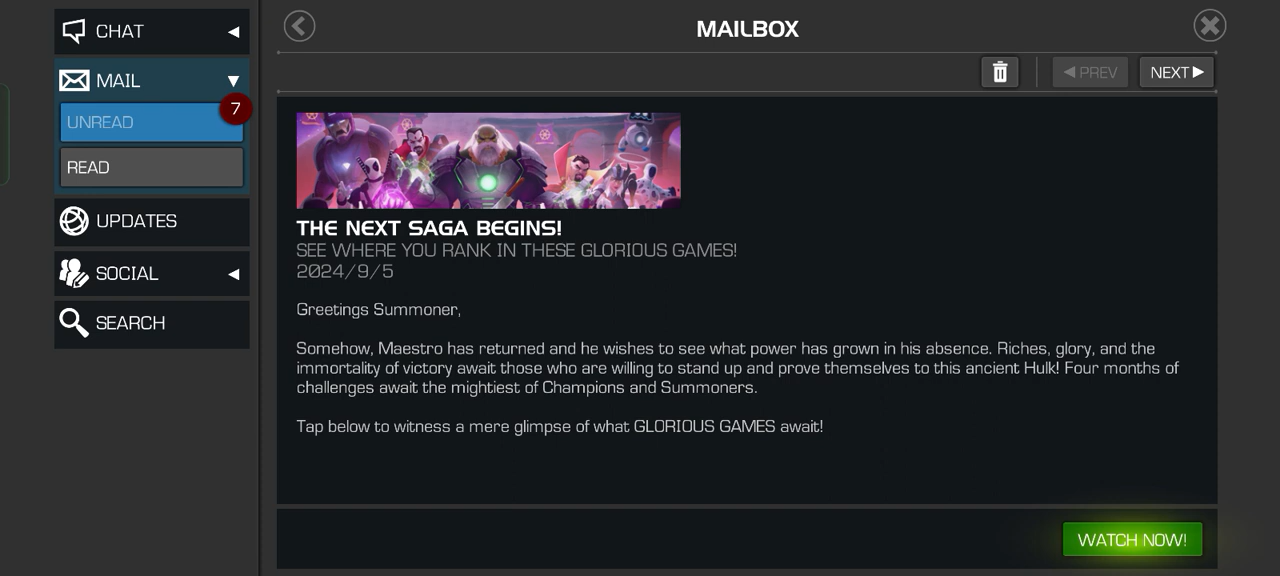 CHAT
MAIL
7
UNREAD
READ
UPDATES
SOCIAL
SEARCH
MAILBOX
PREV
NEXT
THE NEXT SAGA BEGINS!
SEE WHERE YOU RANK IN THESE GLORIOUS GAMES!
2024/9/5
Greetings Summoner,
Somehow, Maestro has returned and he wishes to see what power has grown in his absence. Riches, glory, and the
immortality of victory await those who are willing to stand up and prove themselves to this ancient Hulk! Four months of
challenges await the mightiest of Champions and Summoners.
Tap below to witness a mere glimpse of what GLORIOUS GAMES await!
WATCH NOW!